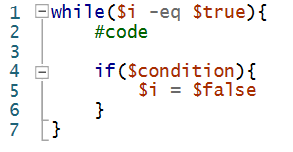 1 while($i -eq $true){
2 #code
3
4 if($condition){
5 $i = $false
6 }
7 }